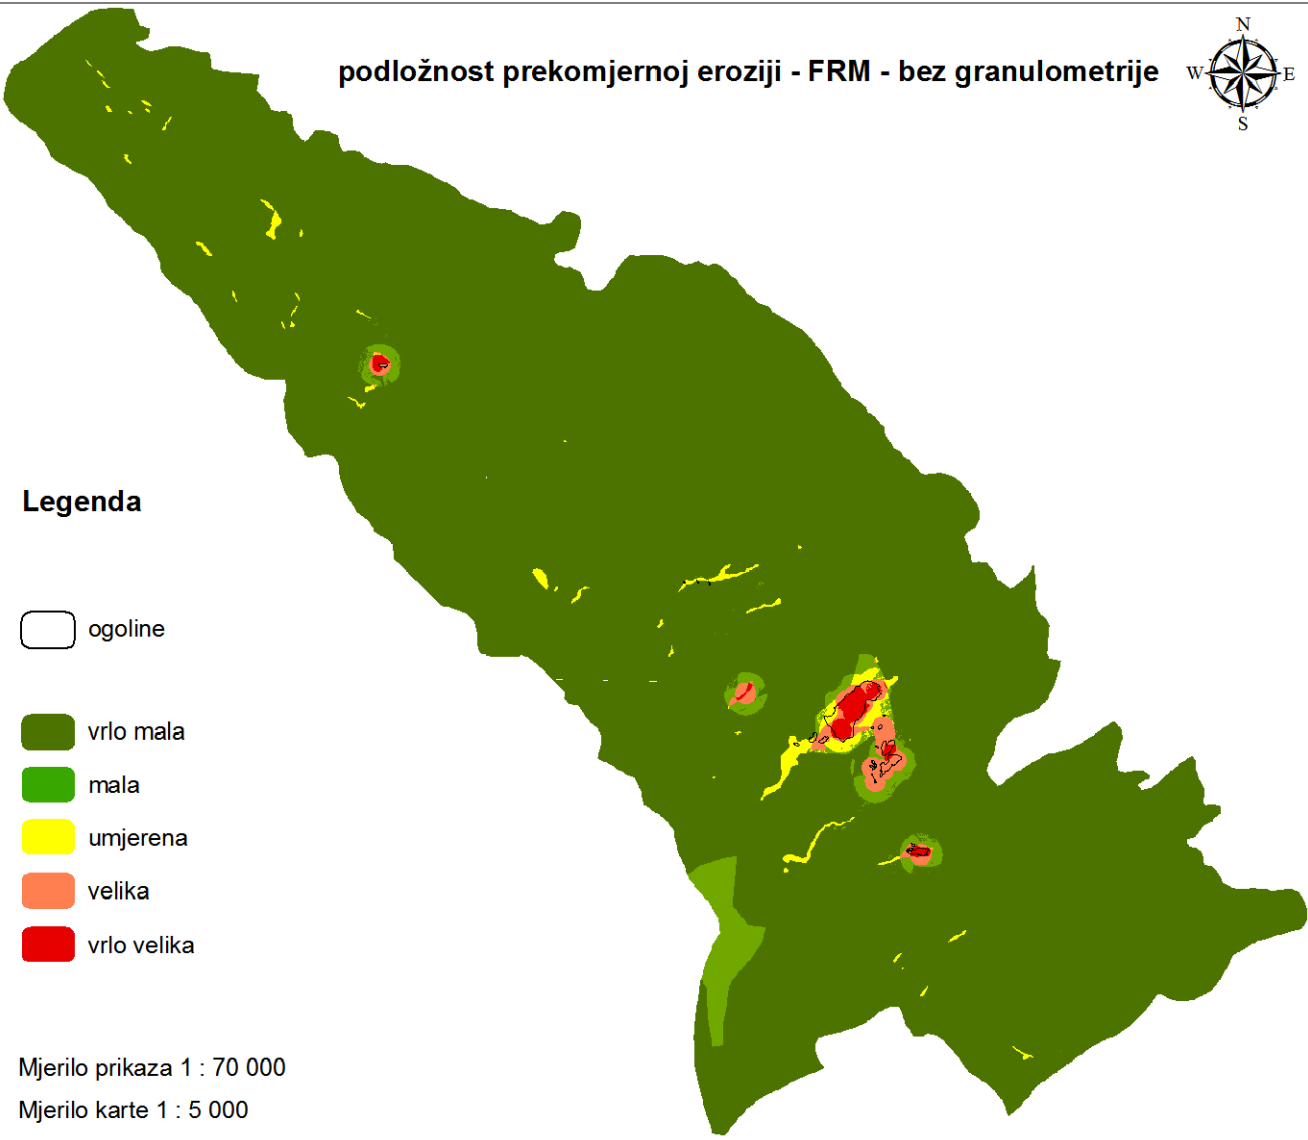 podložnost prekomjernoj eroziji - FRM - bez granulometrije
N
W
E
S
Legenda
ogoline
vrlo mala
mala
umjerena
velika
vrlo velika
Mjerilo prikaza 1 : 70 000
Mjerilo karte 1 : 5 000